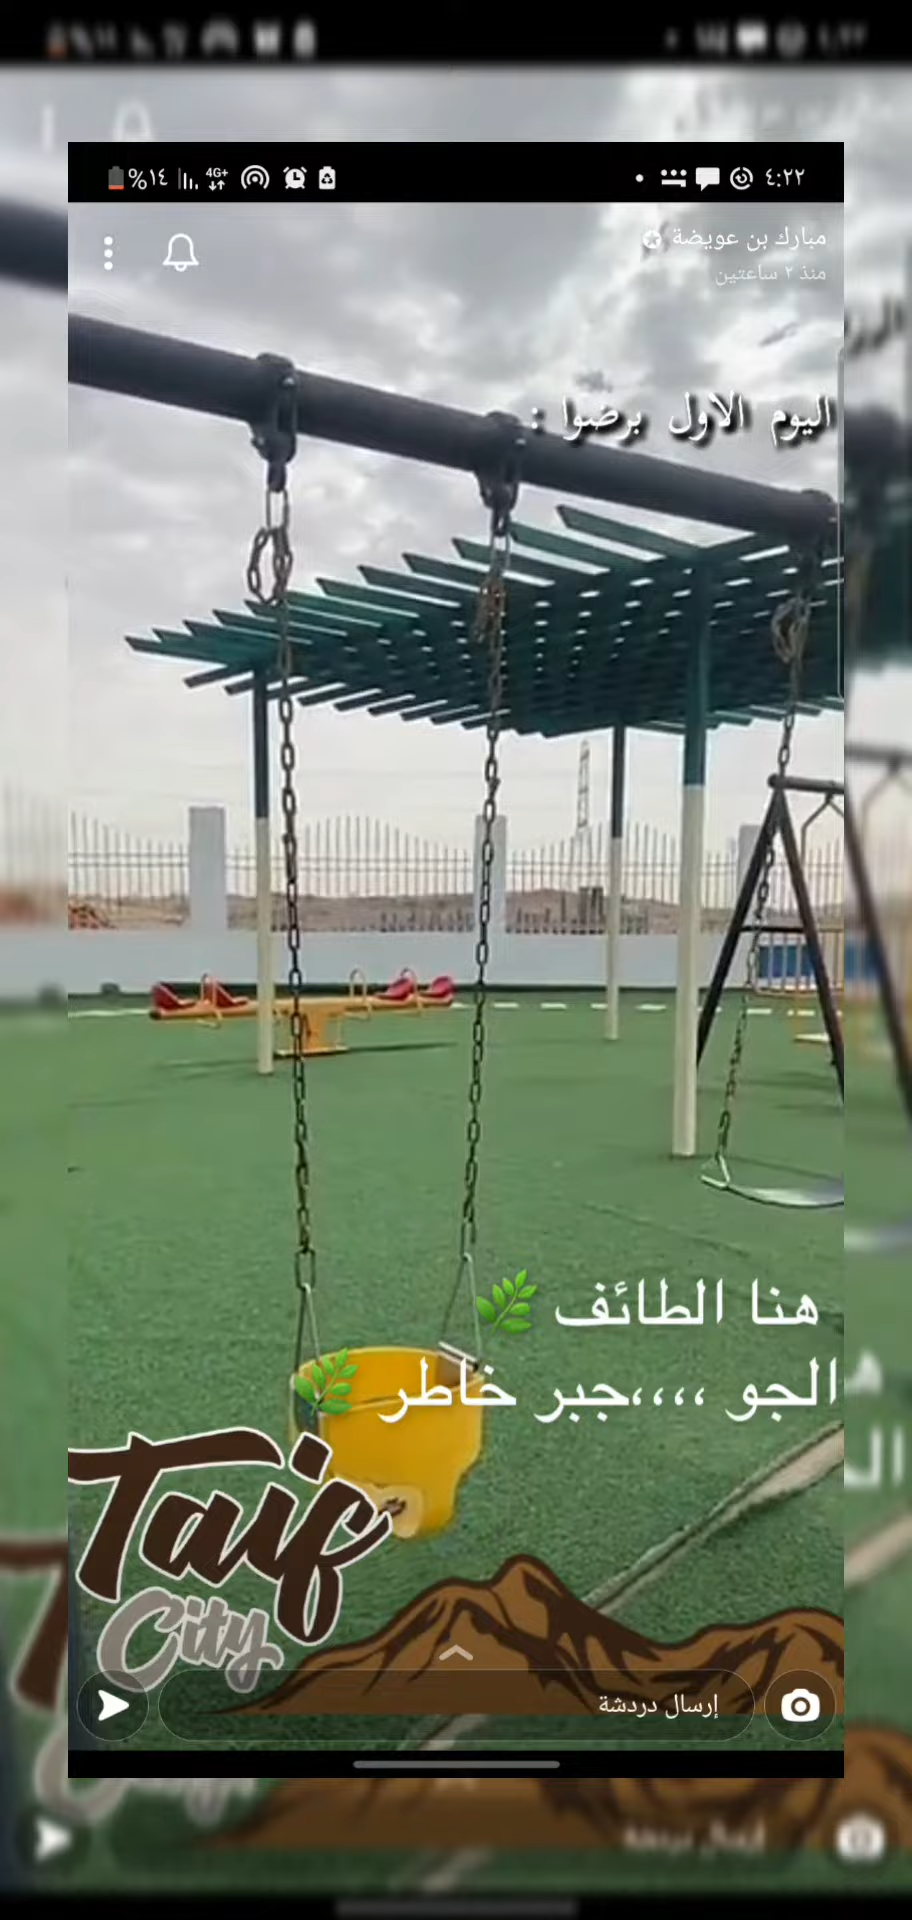 ٤:٢٢
%١٤ 4G+
مبارك بن عويضة
منذ ٢ ساعتين
اليوم الاول برضوا :
هنا الطائف 🌿
الجو ،،،،جبر خاطر 🌿
Taif
City
إرسال دردشة